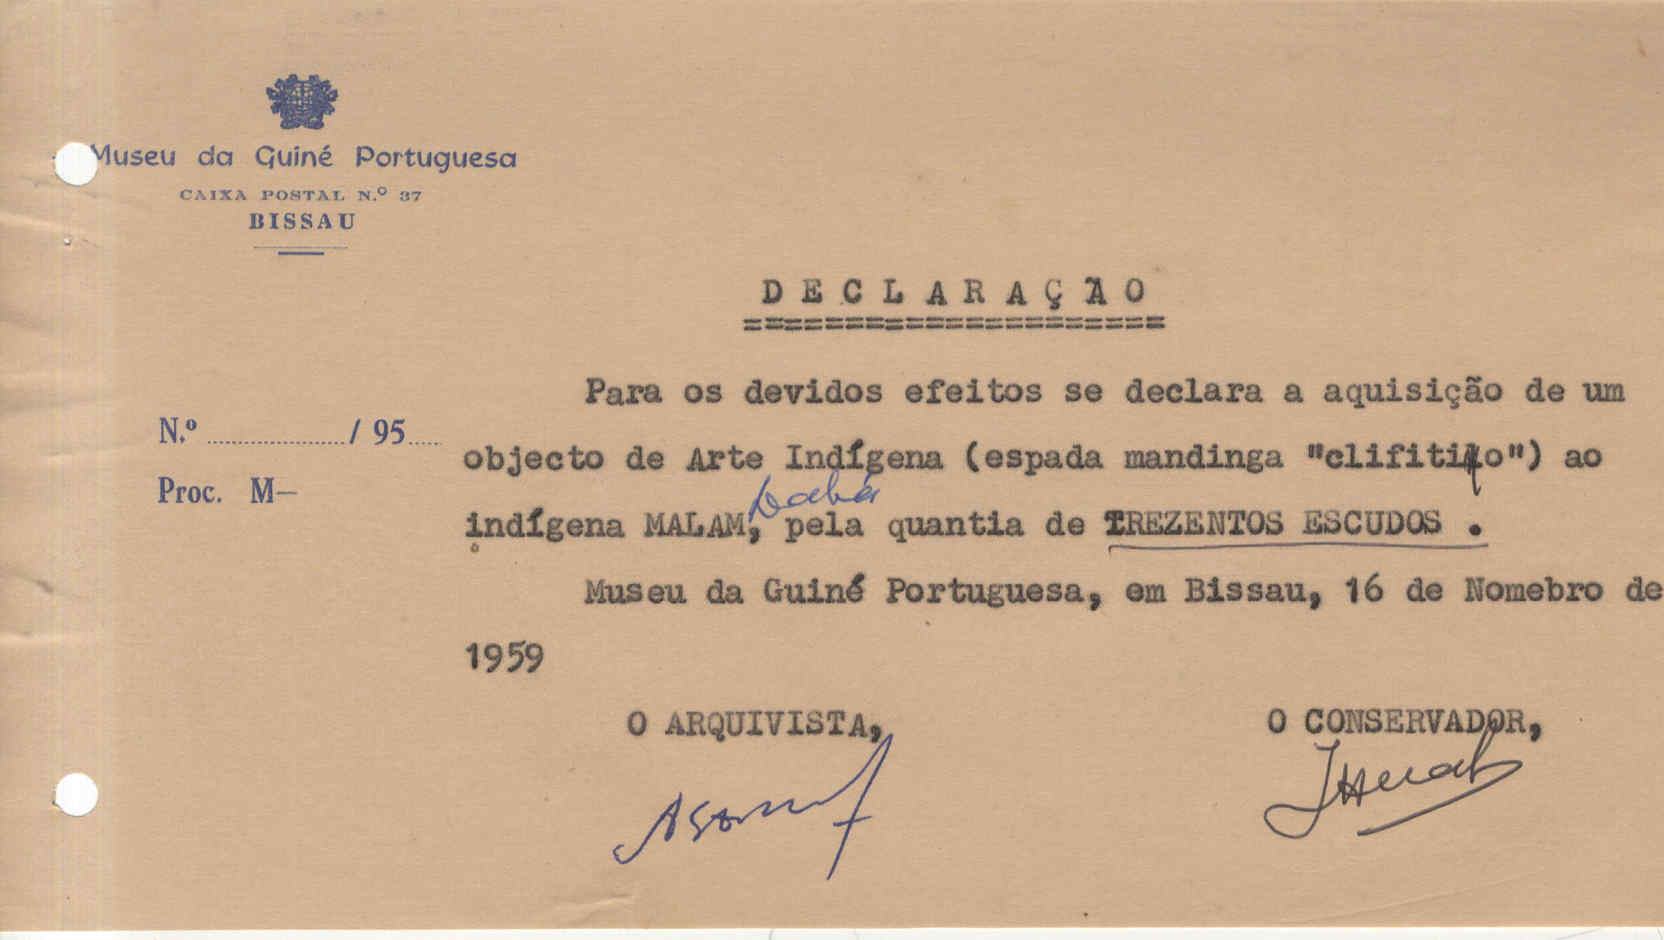 Museu da Guiné Portuguesa
CAIXA POSTAL N.º 37
BISSAU
DECLARAÇÃO
Para os devidos efeitos se declara a aquisição de um
N.º ...................../ 95.....
objecto de Arte Indígena (espada mandinga "clifitiqo") ao
Proc. M—
Dabá
indígena MALAM, pela quantia de TREZENTOS ESCUDOS .
Museu da Guiné Portuguesa, em Bissau, 16 de Nomebro de
1959
O ARQUIVISTA,
O CONSERVADOR,